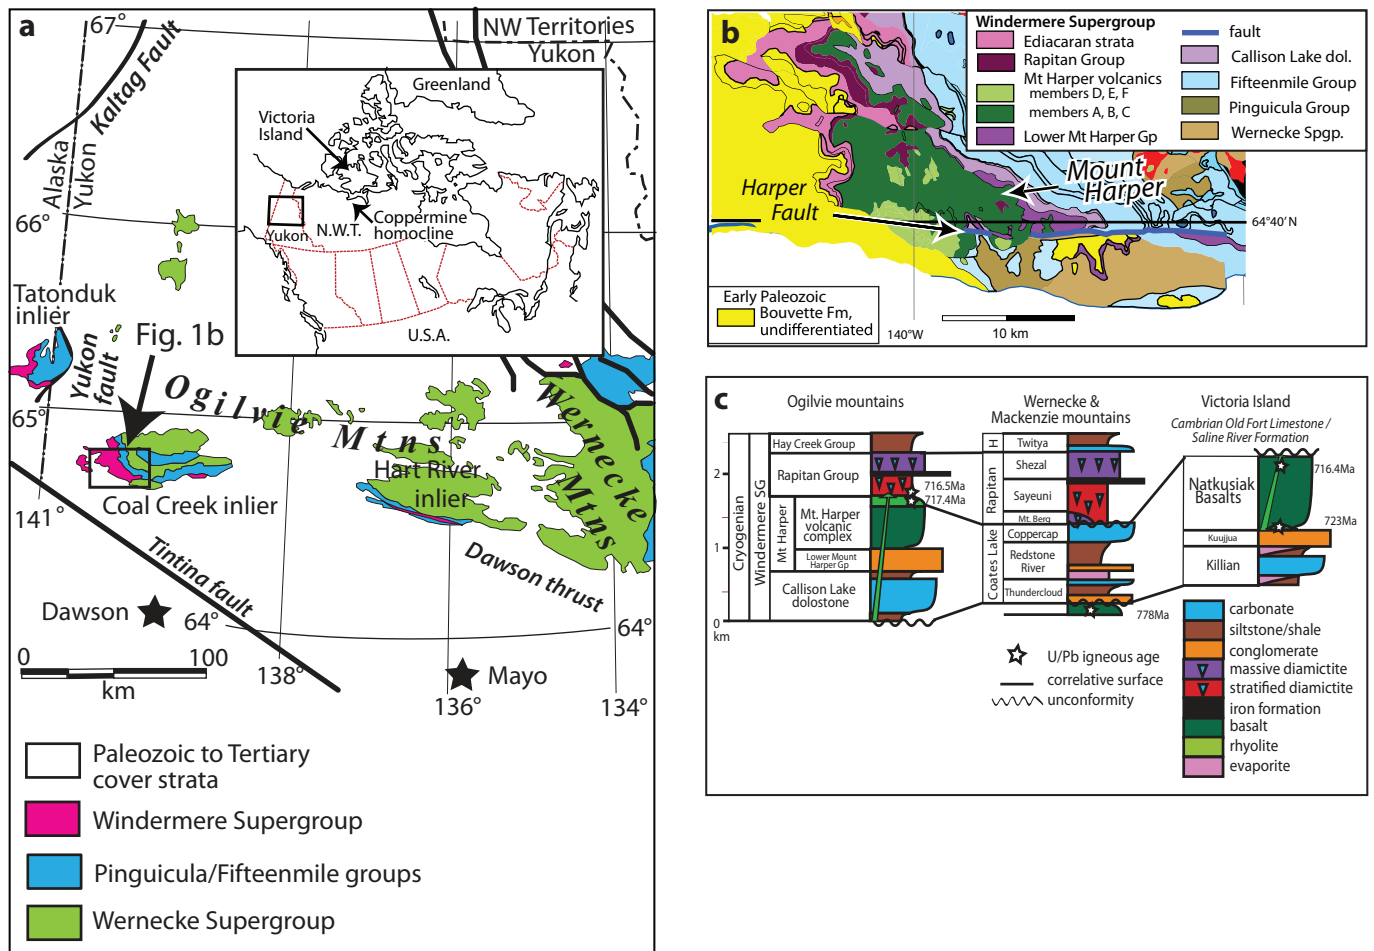 a
67°
NW Territories
Yukon
Kaltag Fault
Alaska
Yukon
Greenland
Victoria
Island
Coppermine
homocline
N.W.T.
Yukon
U.S.A.
66°
Tatonduk
inlier
Yukon
fault
Fig. 1b
65°
Ogilvie
Mtns
Wernecke
Mtns
Hart River
inlier
Coal Creek inlier
141°
Tintina fault
Dawson thrust
Dawson
64°
64°
0 100
km
138°
Mayo
136°
134°
Paleozoic to Tertiary
cover strata
Windermere Supergroup
Pinguicula/Fifteenmile groups
Wernecke Supergroup
b
Windermere Supergroup
Ediacaran strata
Rapitan Group
Mt Harper volcanics
members D, E, F
members A, B, C
Lower Mt Harper Gp
fault
Callison Lake dol.
Fifteenmile Group
Pinguicula Group
Wernecke Spgp.
Mount
Harper
Harper
Fault
64°40' N
Early Paleozoic
Bouvette Fm,
undifferentiated
140°W
10 km
c
Ogilvie mountains
Wernecke &
Mackenzie mountains
Victoria Island
Cambrian Old Fort Limestone /
Saline River Formation
2
1
0
km
Cryogenian
Windermere SG
Hay Creek Group
Rapitan Group
Mt Harper
Mt. Harper
volcanic
complex
Lower Mount
Harper Gp
Callison Lake
dolostone
716.5Ma
717.4Ma
H
Twitya
Rapitan
Shezal
Sayeuni
Mt. Berg
Coates Lake
Coppercap
Redstone
River
Thundercloud
778Ma
Natkusiak
Basalts
Kuujjua
Killian
716.4Ma
723Ma
U/Pb igneous age
correlative surface
unconformity
carbonate
siltstone/shale
conglomerate
massive diamictite
stratified diamictite
iron formation
basalt
rhyolite
evaporite